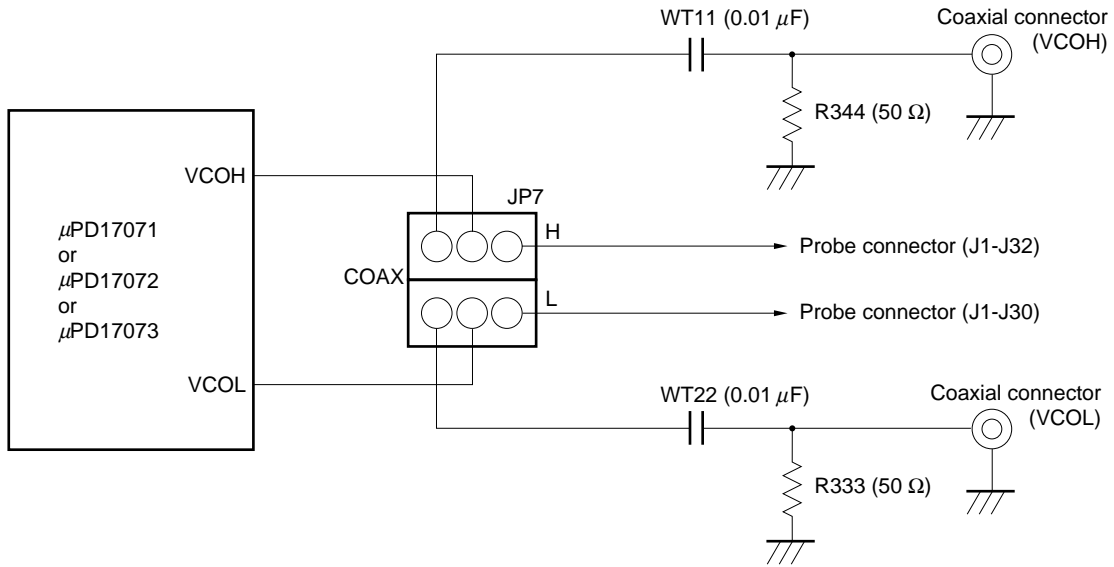 WT11 (0.01 µF)
Coaxial connector
(VCOH)
R344 (50 Ω)
VCOH
JP7
H
µPD17071
or
µPD17072
or
µPD17073
Probe connector (J1-J32)
COAX
L
Probe connector (J1-J30)
VCOL
WT22 (0.01 µF)
Coaxial connector
(VCOL)
R333 (50 Ω)